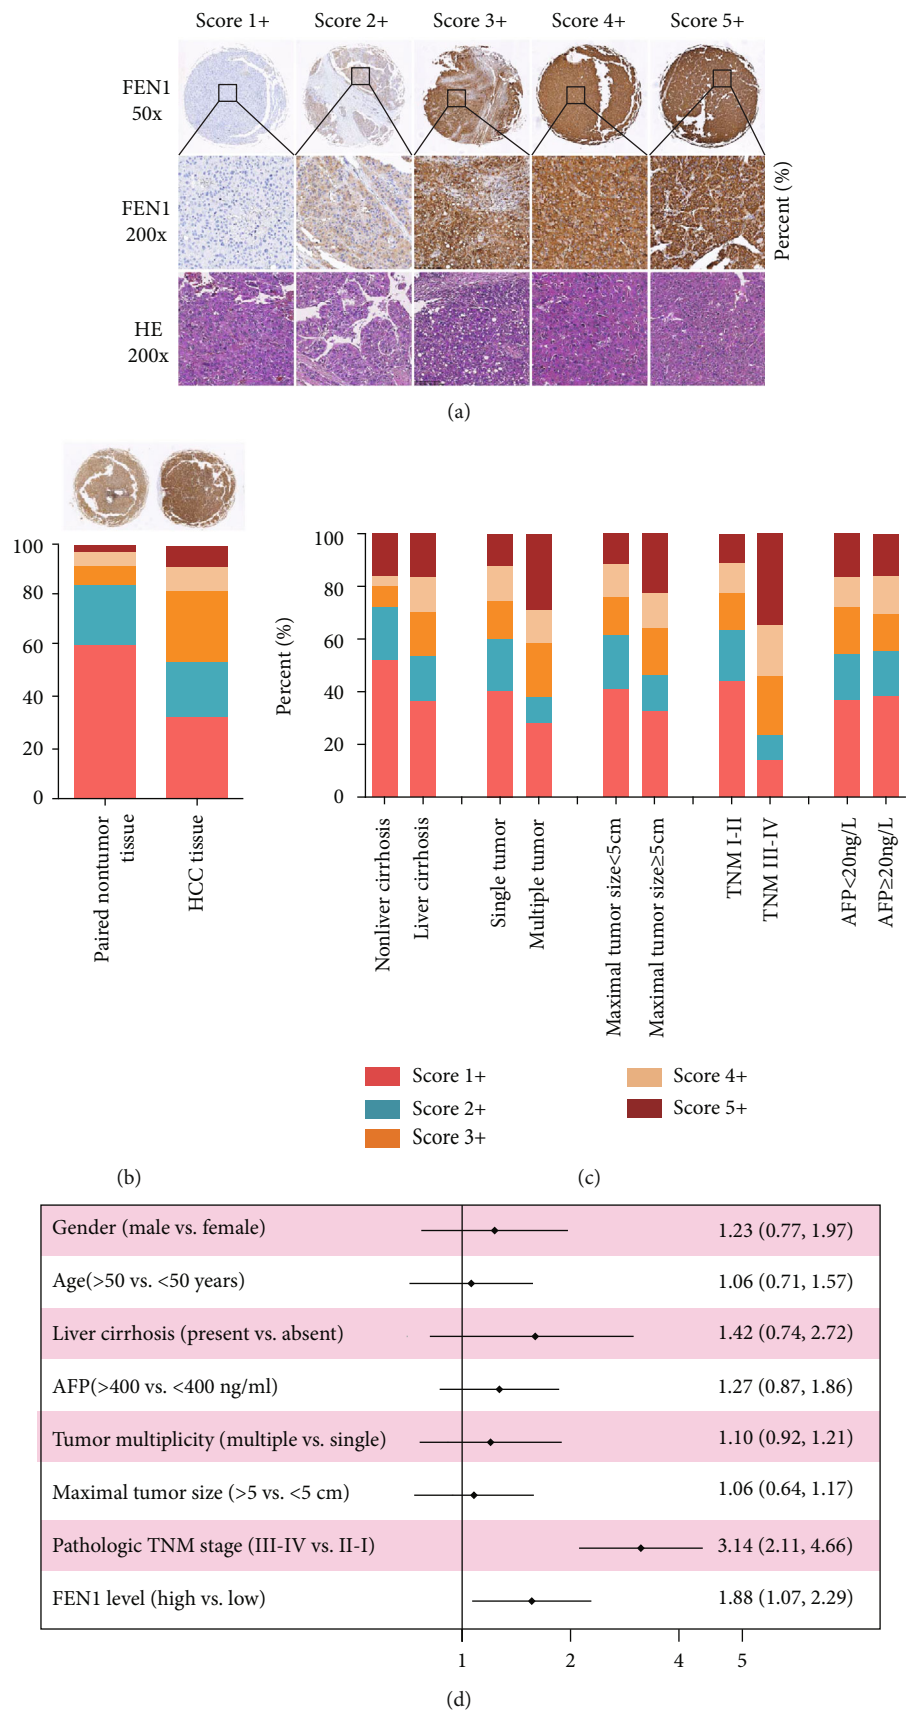 Score 1+ Score 2+ Score 3+ Score 4+ Score 5+
FEN1
50x
FEN1
200x
HE
200x
Percent (%)
(a)
100
80
60
40
20
0
Paired nontumor
tissue
HCC tissue
(b)
Percent (%)
100
80
60
40
20
0
Nonliver cirrhosis
Liver cirrhosis
Single tumor
Multiple tumor
Maximal tumor size<5cm
Maximal tumor size≥5cm
TNM I-II
TNM III-IV
AFP<20ng/L
AFP≥20ng/L
Score 1+
Score 2+
Score 3+
Score 4+
Score 5+
(c)
Gender (male vs. female) 1.23 (0.77, 1.97)
Age(>50 vs. <50 years) 1.06 (0.71, 1.57)
Liver cirrhosis (present vs. absent) 1.42 (0.74, 2.72)
AFP(>400 vs. <400 ng/ml) 1.27 (0.87, 1.86)
Tumor multiplicity (multiple vs. single) 1.10 (0.92, 1.21)
Maximal tumor size (>5 vs. <5 cm) 1.06 (0.64, 1.17)
Pathologic TNM stage (III-IV vs. II-I) 3.14 (2.11, 4.66)
FEN1 level (high vs. low) 1.88 (1.07, 2.29)
1 2 4 5
(d)